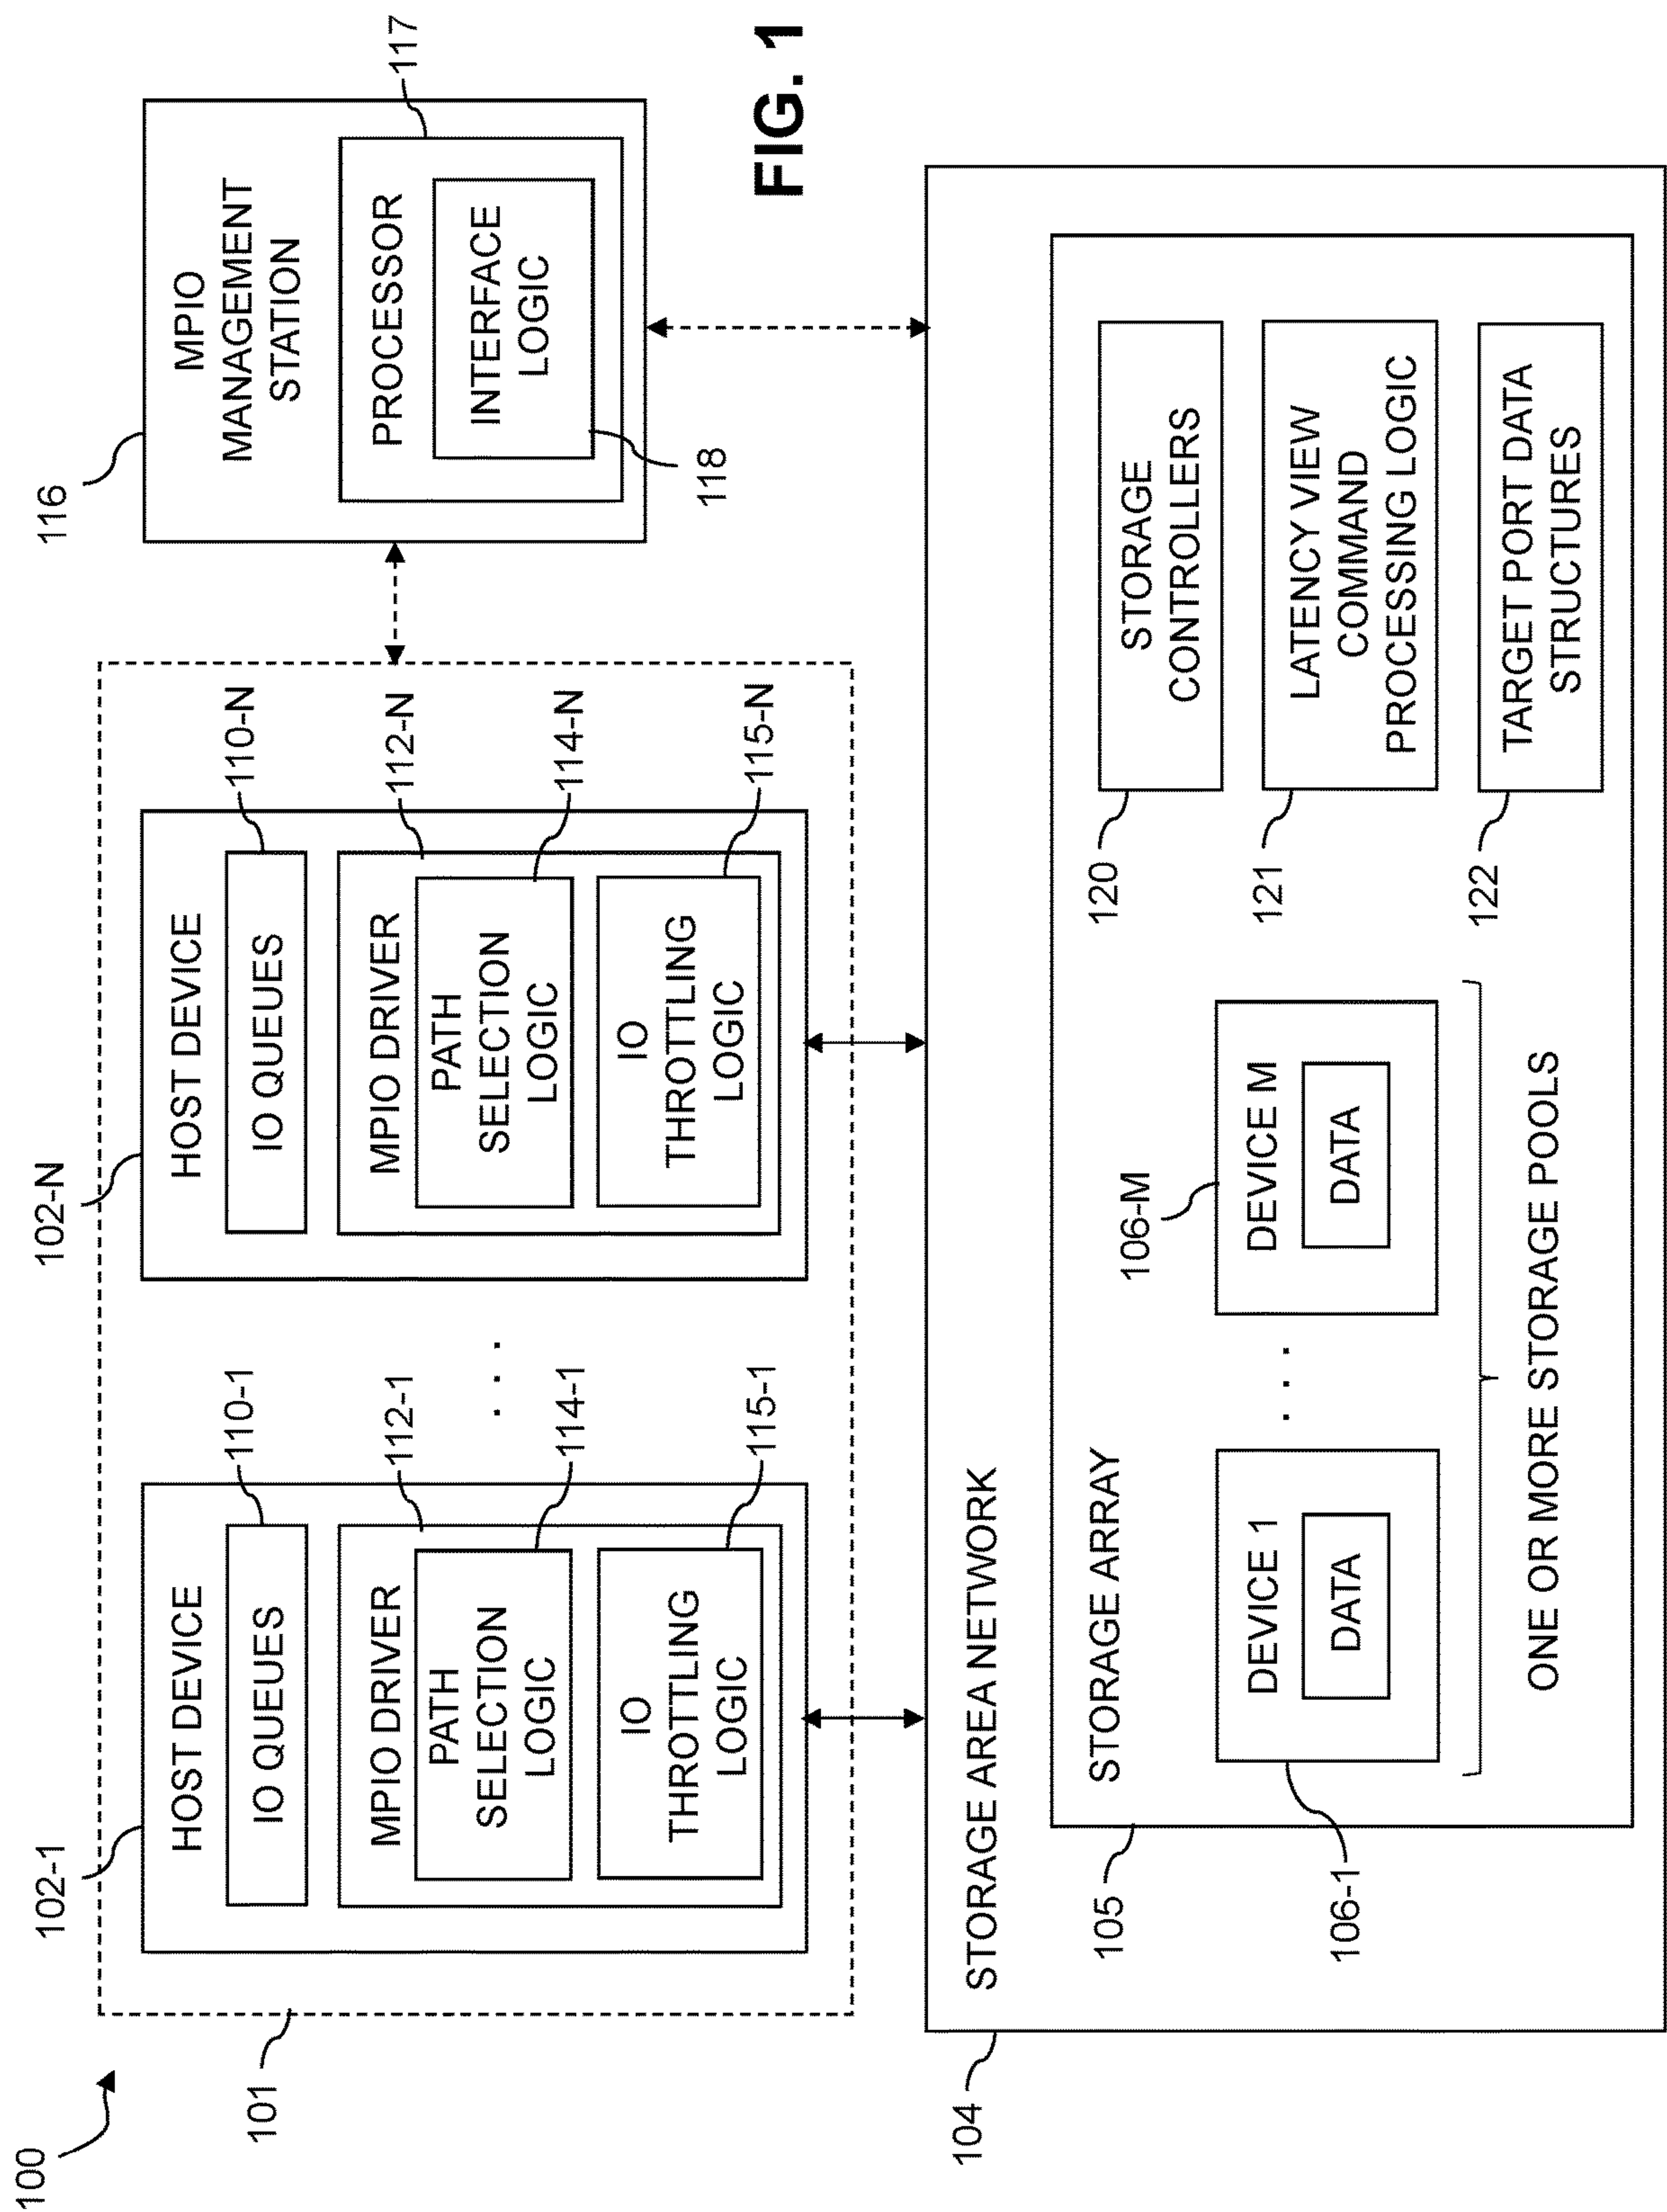 100
101
102-1
HOST DEVICE
110-1
IO QUEUES
112-1
MPIO DRIVER
114-1
PATH
SELECTION
LOGIC
115-1
IO
THROTTLING
LOGIC
. . .
102-N
HOST DEVICE
110-N
IO QUEUES
112-N
MPIO DRIVER
114-N
PATH
SELECTION
LOGIC
115-N
IO
THROTTLING
LOGIC
116
MPIO
MANAGEMENT
STATION
117
PROCESSOR
INTERFACE
LOGIC
118
FIG. 1
104
STORAGE AREA NETWORK
105
STORAGE ARRAY
106-1
DEVICE 1
DATA
. . .
106-M
DEVICE M
DATA
ONE OR MORE STORAGE POOLS
120
STORAGE
CONTROLLERS
121
LATENCY VIEW
COMMAND
PROCESSING LOGIC
122
TARGET PORT DATA
STRUCTURES